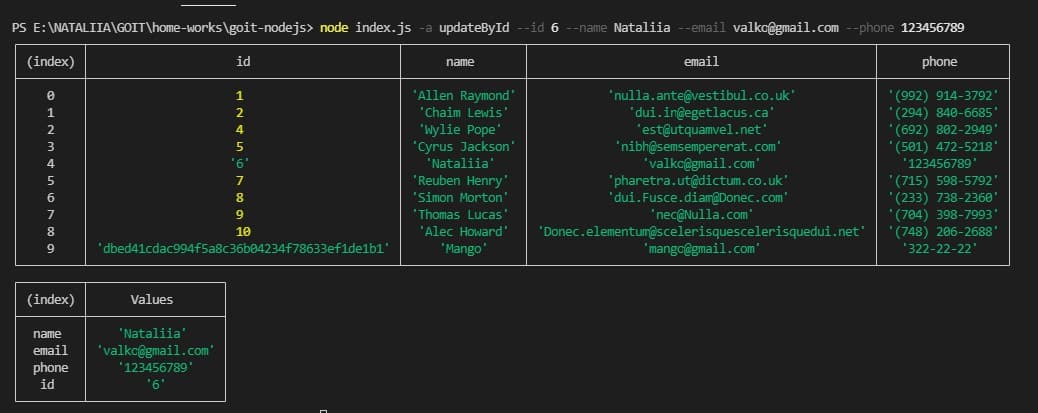 PS E:\NATALIIA\GOIT\home-works\goit-nodejs> node index.js -a updateById --id 6 --name Nataliia --email valko@gmail.com --phone 123456789
(index) id name email phone
0 1 'Allen Raymond' 'nulla.ante@vestibul.co.uk' '(992) 914-3792'
1 2 'Chaim Lewis' 'dui.in@egetlacus.ca' '(294) 840-6685'
2 4 'Wylie Pope' 'est@utquamvel.net' '(692) 802-2949'
3 5 'Cyrus Jackson' 'nibh@semsempererat.com' '(501) 472-5218'
4 '6' 'Nataliia' 'valko@gmail.com' '123456789'
5 7 'Reuben Henry' 'pharetra.ut@dictum.co.uk' '(715) 598-5792'
6 8 'Simon Morton' 'dui.Fusce.diam@Donec.com' '(233) 738-2360'
7 9 'Thomas Lucas' 'nec@Nulla.com' '(704) 398-7993'
8 10 'Alec Howard' 'Donec.elementum@scelerisquescelerisquedui.net' '(748) 206-2688'
9 'dbed41cdac994f5a8c36b04234f78633ef1de1b1' 'Mango' 'mango@gmail.com' '322-22-22'
(index) Values
name 'Nataliia'
email 'valko@gmail.com'
phone '123456789'
id '6'